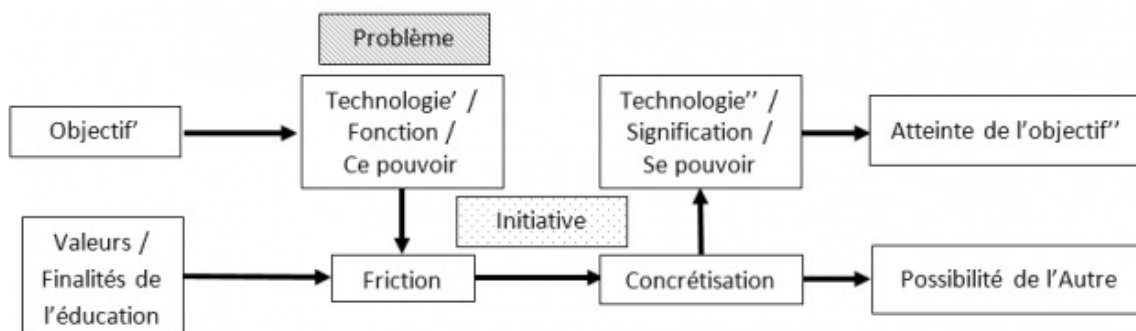 Problème
Objectif'
Technologie' /
Fonction /
Ce pouvoir
Technologie'' /
Signification /
Se pouvoir
Atteinte de l'objectif''
Initiative
Valeurs /
Finalités de
l'éducation
Friction
Concrétisation
Possibilité de l'Autre